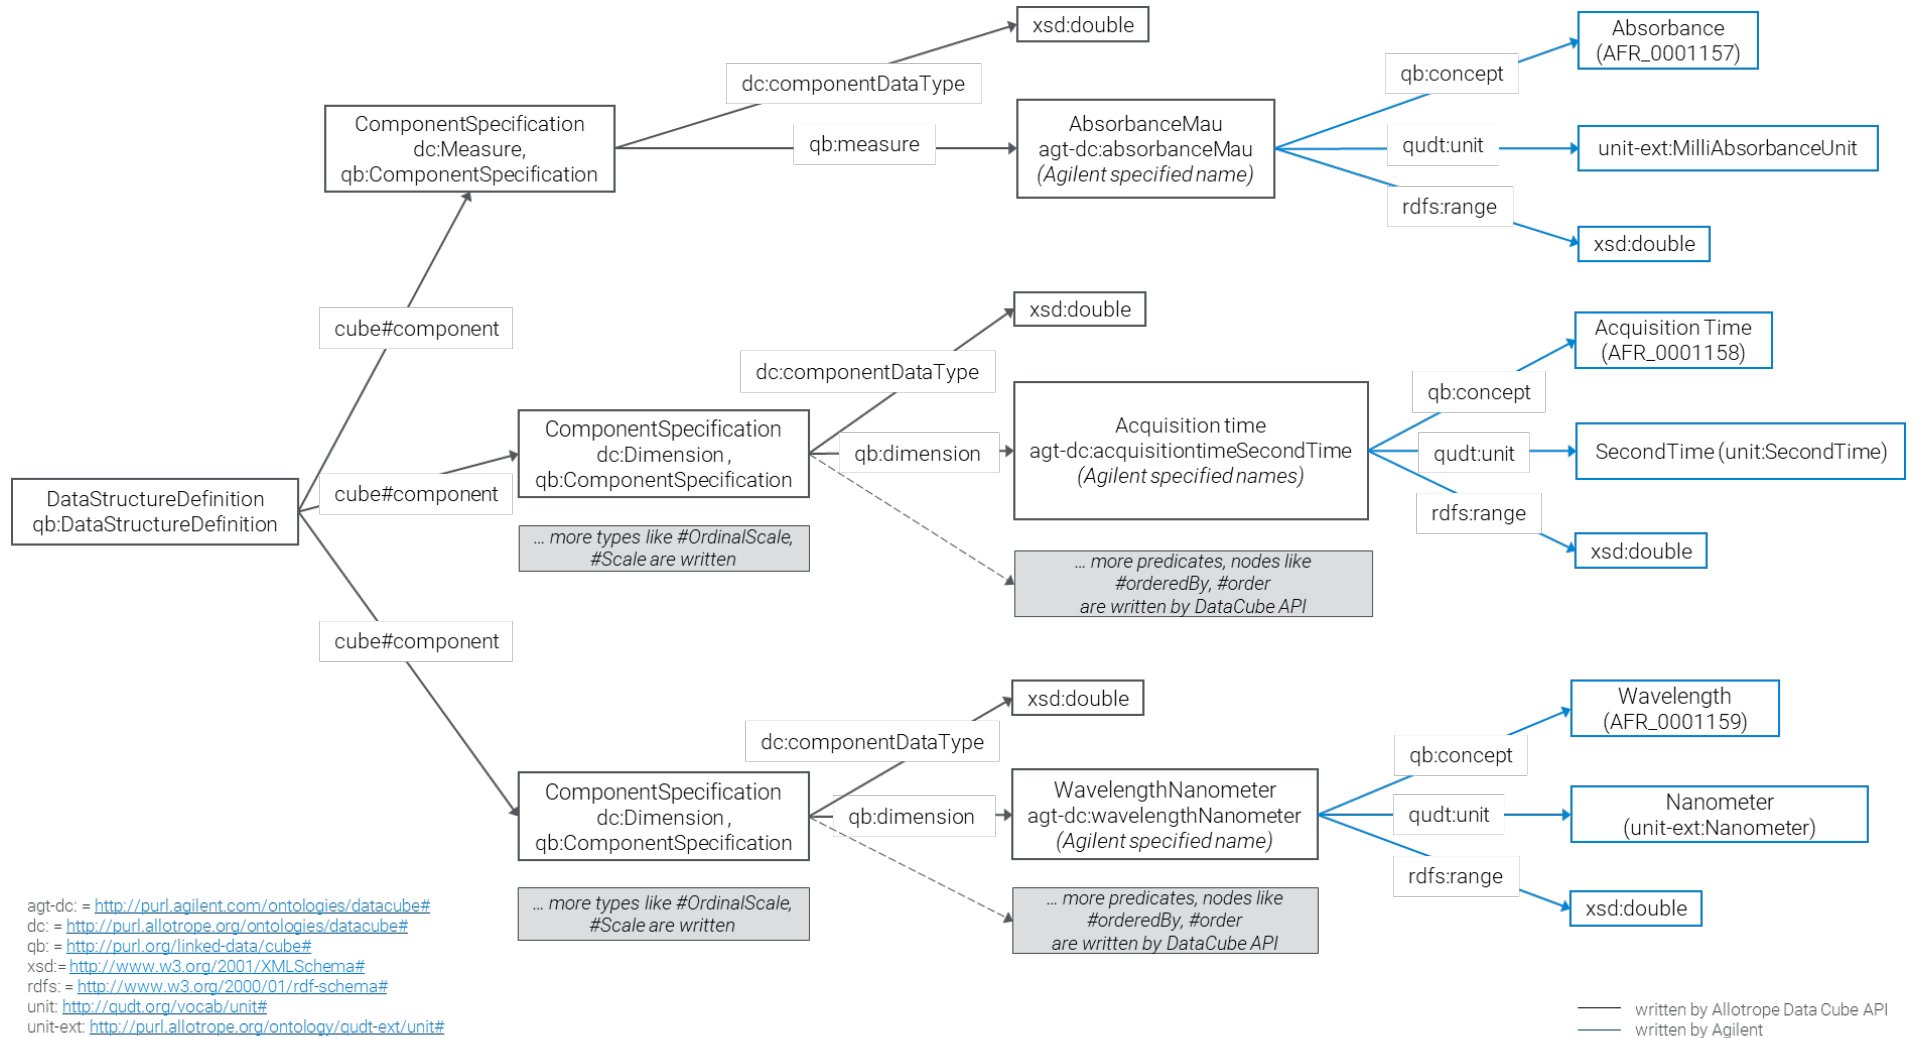 xsd:double
dc:componentDataType
ComponentSpecification
dc:Measure,
qb:ComponentSpecification
qb:measure
AbsorbanceMau
agt-dc:absorbanceMau
(Agilent specified name)
qb:concept
Absorbance
(AFR_0001157)
qudt:unit
unit-ext:MilliAbsorbanceUnit
rdfs:range
xsd:double
cube#component
xsd:double
dc:componentDataType
ComponentSpecification
dc:Dimension ,
qb:ComponentSpecification
qb:dimension
Acquisition time
agt-dc:acquisitiontimeSecondTime
(Agilent specified names)
qb:concept
Acquisition Time
(AFR_0001158)
qudt:unit
SecondTime (unit:SecondTime)
rdfs:range
xsd:double
cube#component
DataStructureDefinition
qb:DataStructureDefinition
... more types like #OrdinalScale,
#Scale are written
... more predicates, nodes like
#orderedBy, #order
are written by DataCube API
cube#component
xsd:double
dc:componentDataType
ComponentSpecification
dc:Dimension ,
qb:ComponentSpecification
qb:dimension
WavelengthNanometer
agt-dc:wavelengthNanometer
(Agilent specified name)
qb:concept
Wavelength
(AFR_0001159)
qudt:unit
Nanometer
(unit-ext:Nanometer)
rdfs:range
xsd:double
... more types like #OrdinalScale,
#Scale are written
... more predicates, nodes like
#orderedBy, #order
are written by DataCube API
agt-dc: = http://purl.agilent.com/ontologies/datacube#
dc: = http://purl.allotrope.org/ontologies/datacube#
qb: = http://purl.org/linked-data/cube#
xsd:= http://www.w3.org/2001/XMLSchema#
rdfs: = http://www.w3.org/2000/01/rdf-schema#
unit: http://qudt.org/vocab/unit#
unit-ext: http://purl.allotrope.org/ontology/qudt-ext/unit#
written by Allotrope Data Cube API
written by Agilent